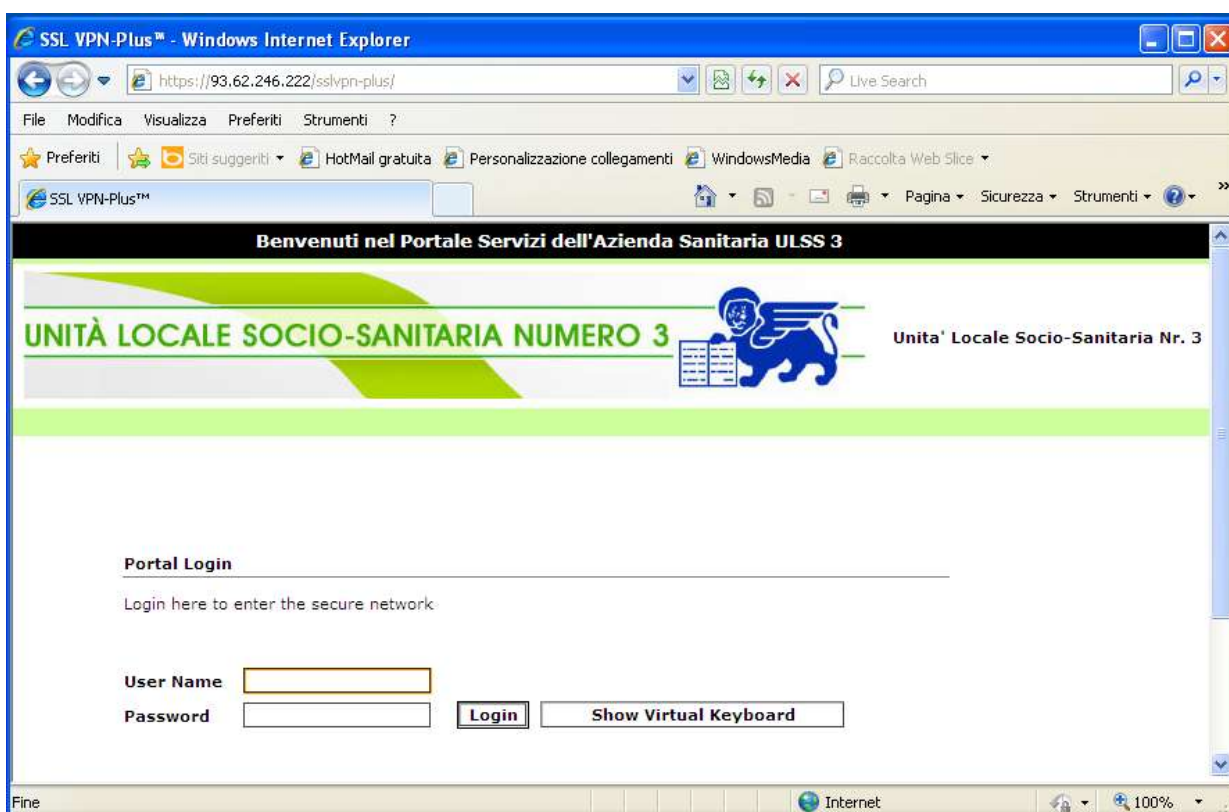 SSL VPN-Plus™ - Windows Internet Explorer
https://93.62.246.222/sslvpn-plus/
Live Search
File Modifica Visualizza Preferiti Strumenti ?
Preferiti Siti suggeriti HotMail gratuita Personalizzazione collegamenti WindowsMedia Raccolta Web Slice
SSL VPN-Plus™ Pagina Sicurezza Strumenti »
Benvenuti nel Portale Servizi dell'Azienda Sanitaria ULSS 3
UNITÀ LOCALE SOCIO-SANITARIA NUMERO 3
Unita' Locale Socio-Sanitaria Nr. 3
Portal Login
Login here to enter the secure network
User Name
Password Login Show Virtual Keyboard
Fine Internet 100%